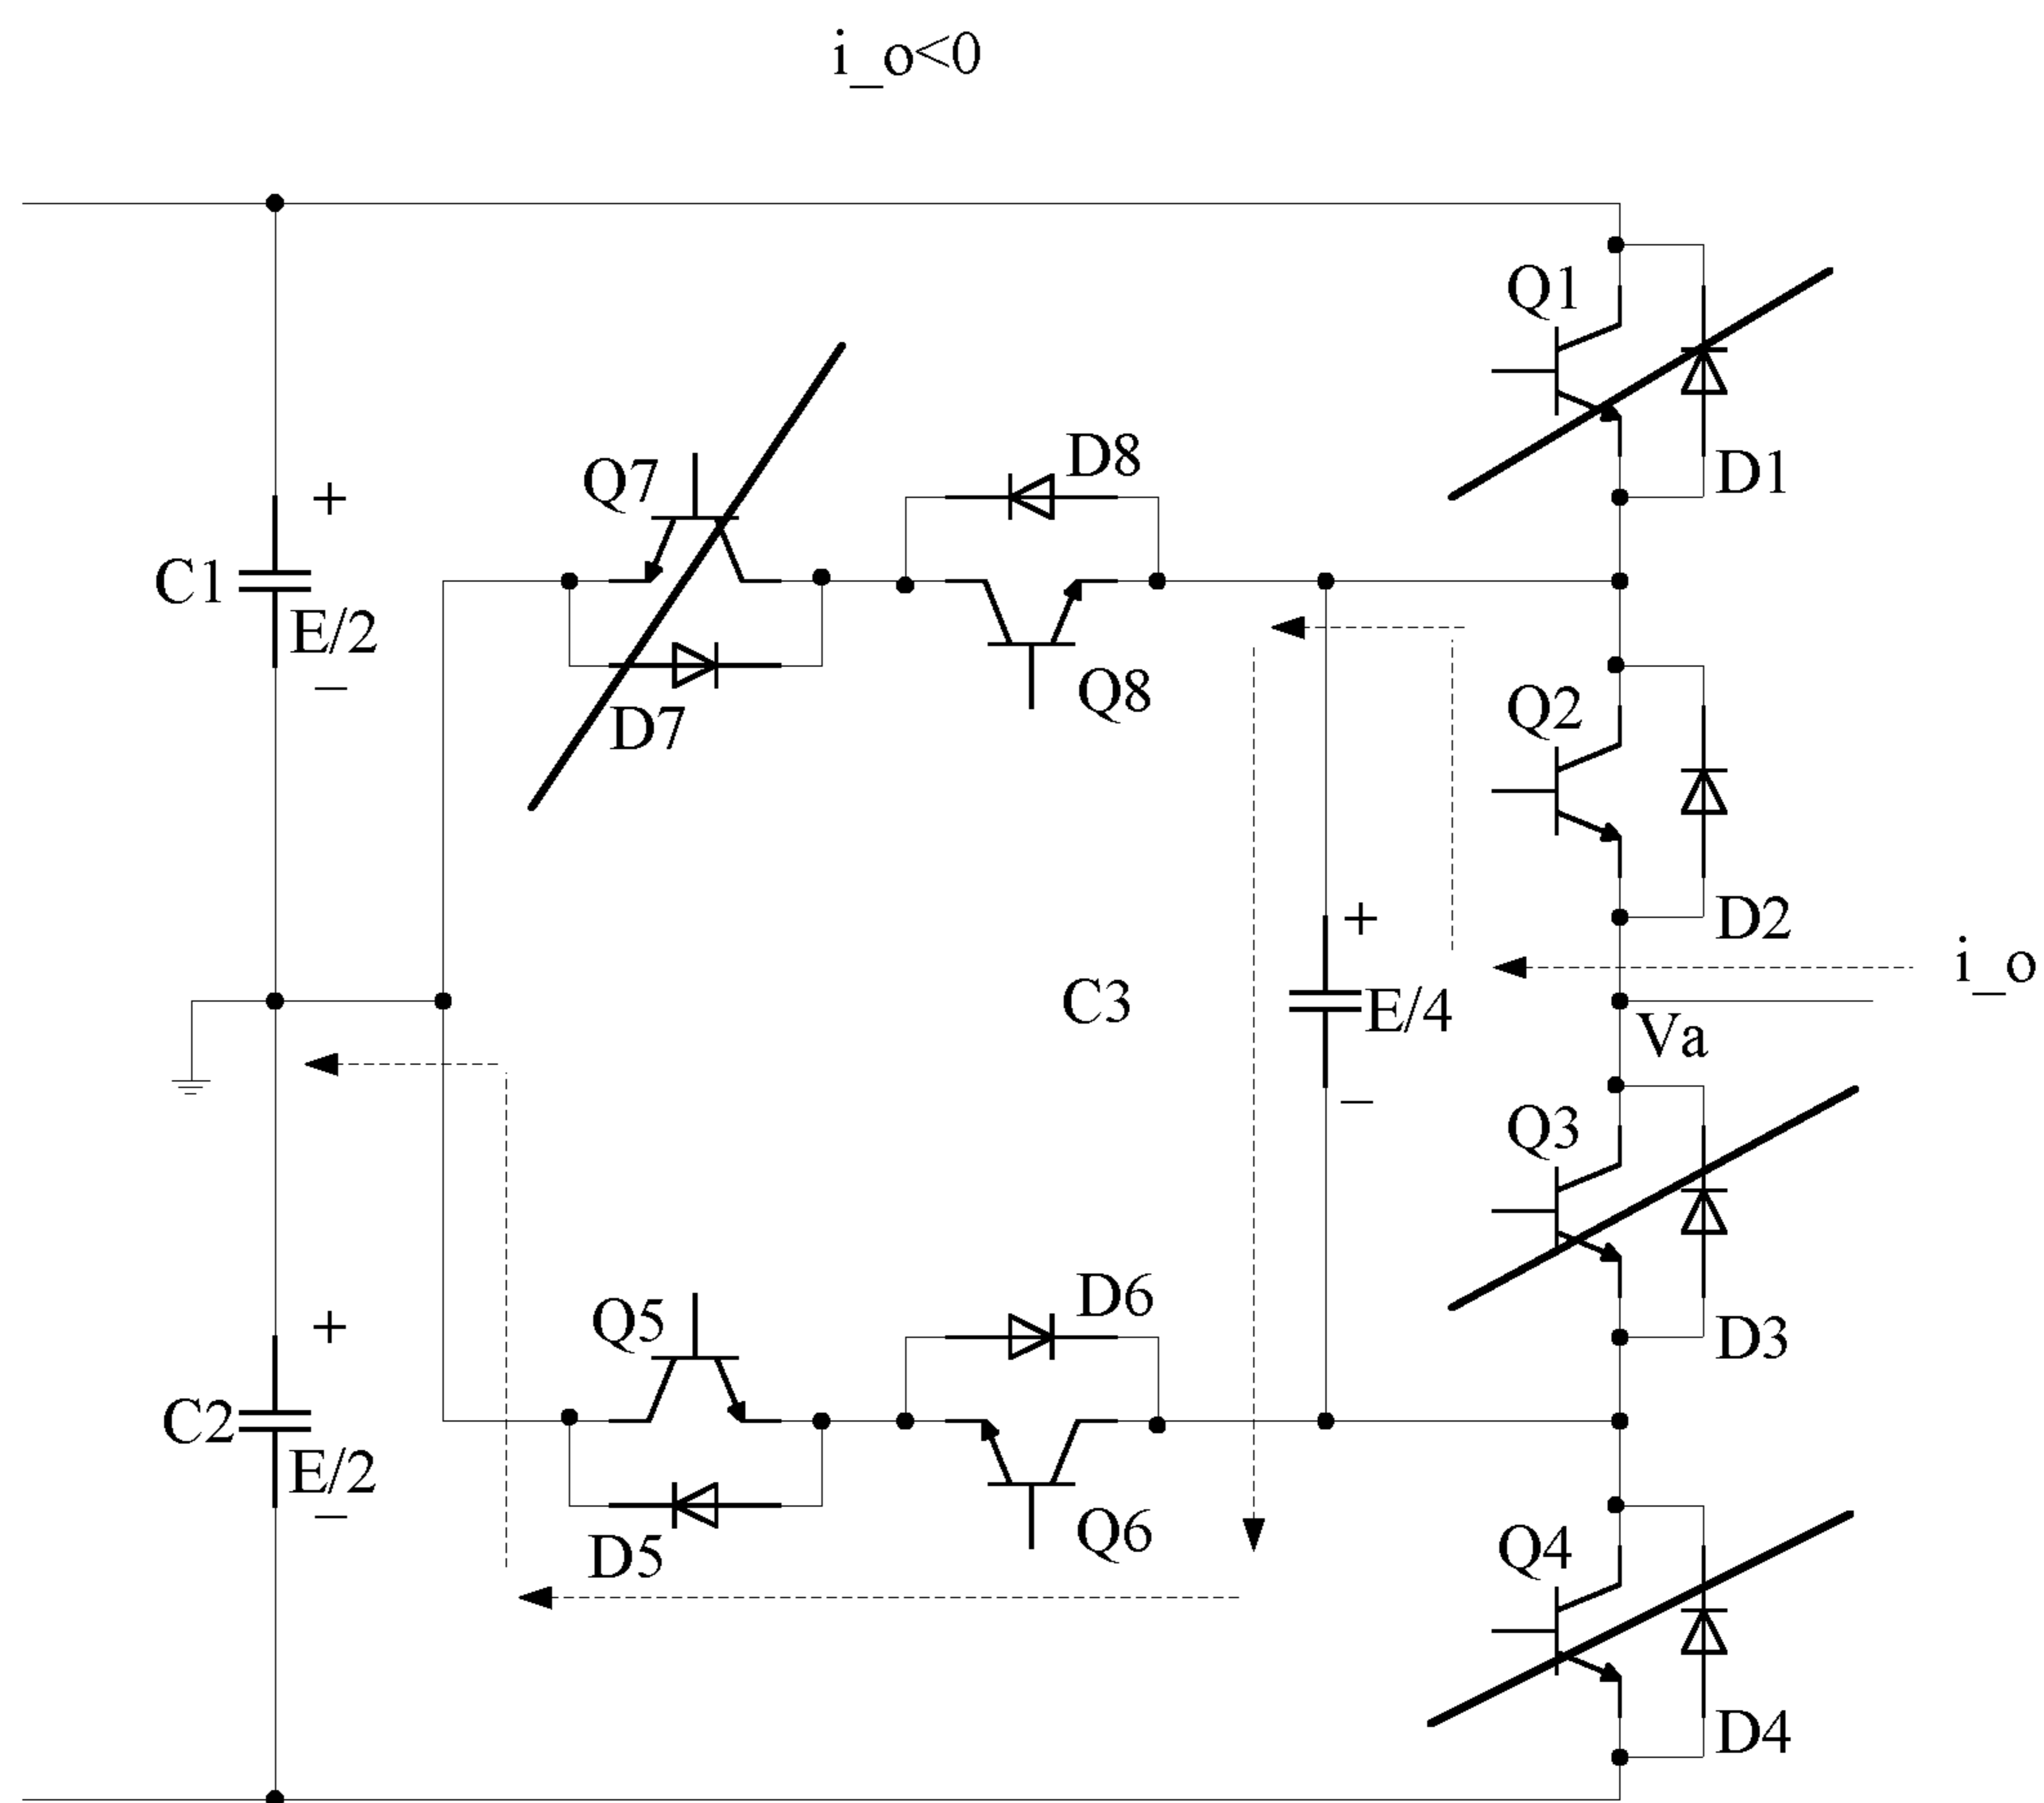 i_o<0
Q1
D8
Q7
D1
+
C1
E/2
−
Q8
D7
Q2
+
D2
i_o
C3
E/4
Va
−
Q3
D6
Q5
+
D3
C2
E/2
−
Q6
D5
Q4
D4